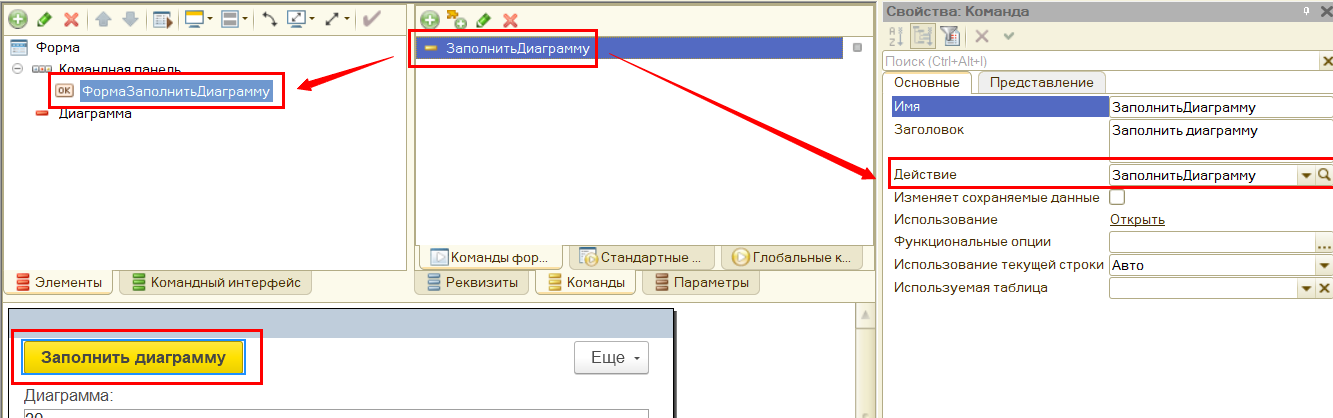 Форма
Командная панель
OK ФормаЗаполнитьДиаграмму
Диаграмма
Элементы Командный интерфейс
ЗаполнитьДиаграмму
Команды фор... Стандартные ... Глобальные к...
Реквизиты Команды Параметры
Заполнить диаграмму
Еще
Диаграмма:
Свойства: Команда
Поиск (Ctrl+Alt+I)
Основные Представление
Имя ЗаполнитьДиаграмму
Заголовок Заполнить диаграмму
Действие ЗаполнитьДиаграмму
Изменяет сохраняемые данные
Использование Открыть
Функциональные опции ...
Использование текущей строки Авто
Используемая таблица